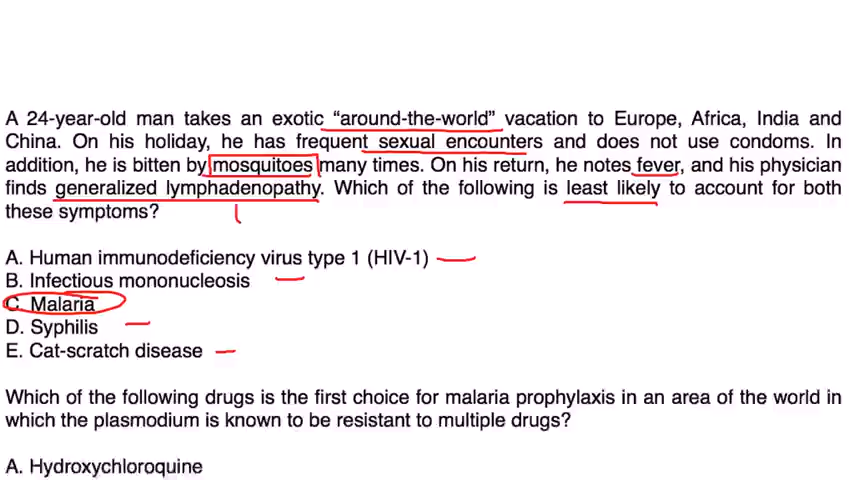 A 24-year-old man takes an exotic “around-the-world” vacation to Europe, Africa, India and
China. On his holiday, he has frequent sexual encounters and does not use condoms. In
addition, he is bitten by mosquitoes many times. On his return, he notes fever, and his physician
finds generalized lymphadenopathy. Which of the following is least likely to account for both
these symptoms?
A. Human immunodeficiency virus type 1 (HIV-1)
B. Infectious mononucleosis
C. Malaria
D. Syphilis
E. Cat-scratch disease
Which of the following drugs is the first choice for malaria prophylaxis in an area of the world in
which the plasmodium is known to be resistant to multiple drugs?
A. Hydroxychloroquine